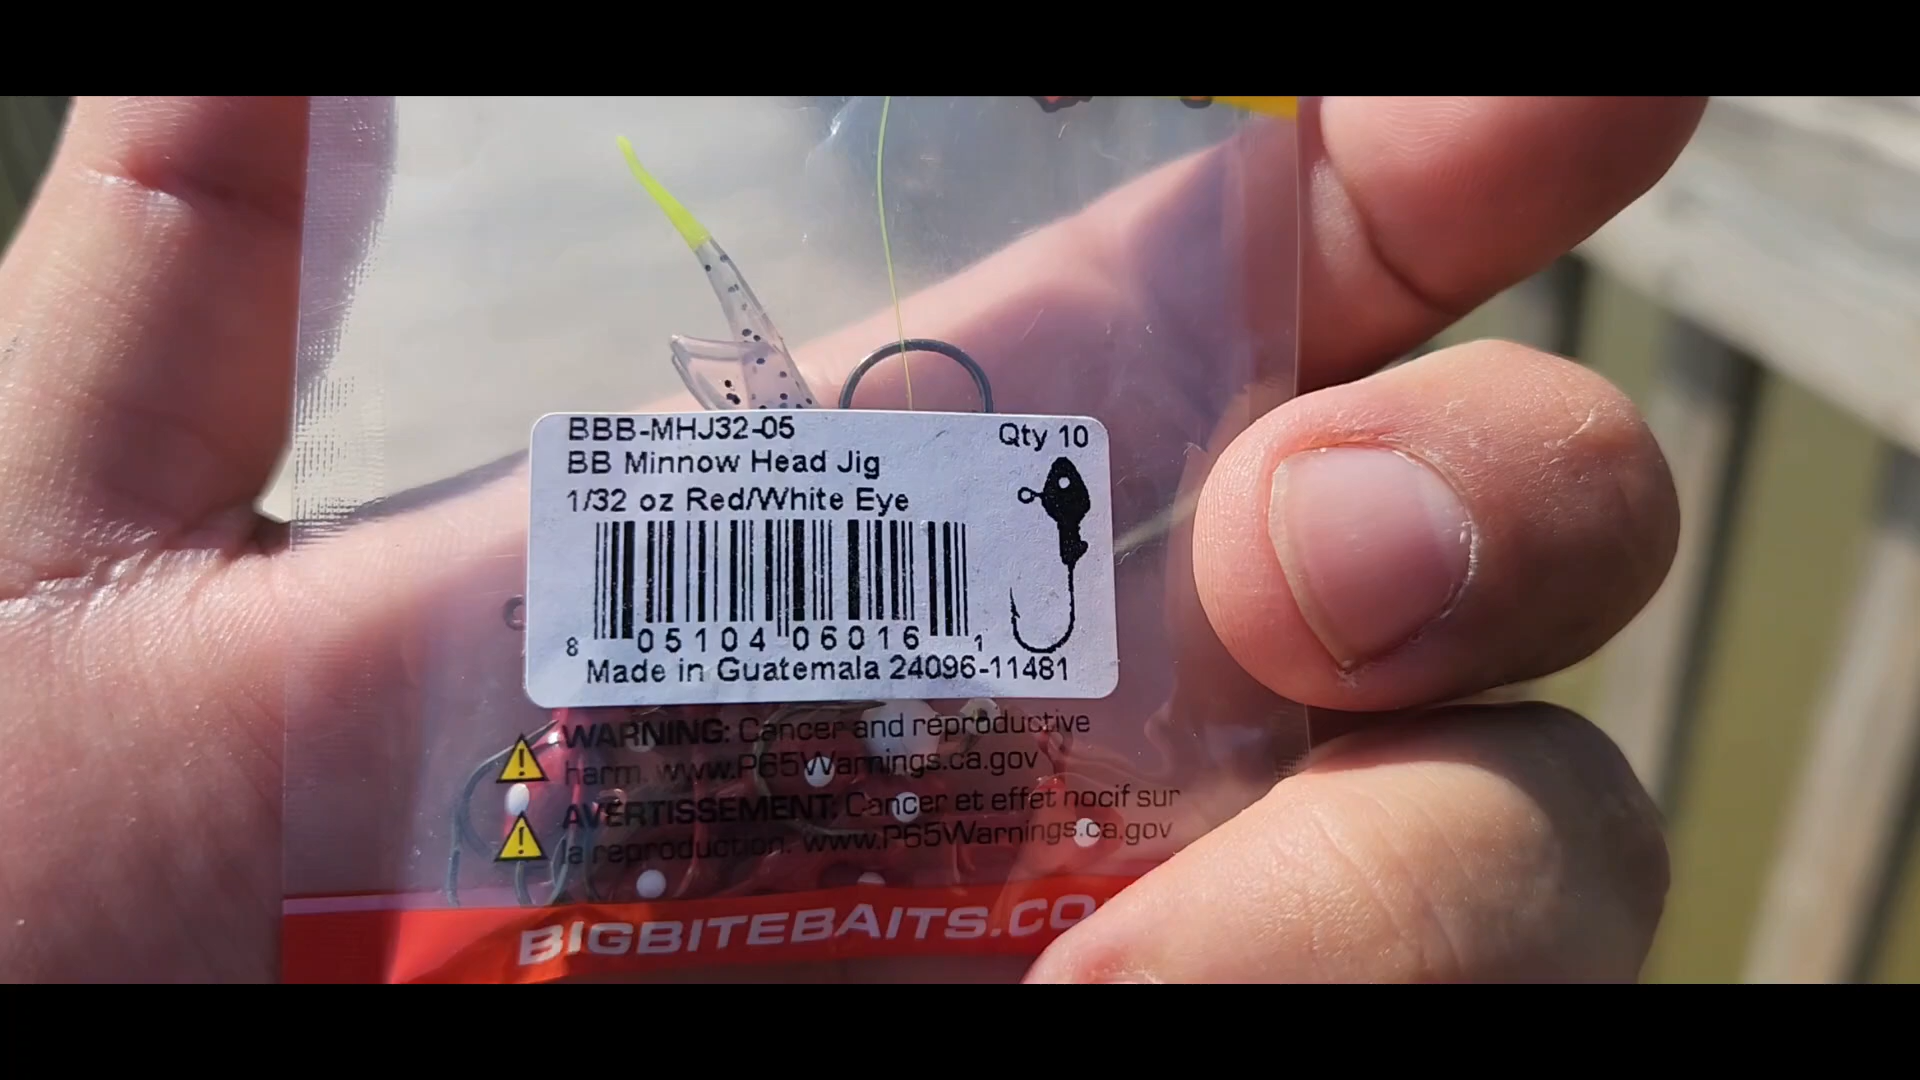 BBB-MHJ32-05
Qty 10
BB Minnow Head Jig
1/32 oz Red/White Eye
8 05104 06016 1
Made in Guatemala 24096-11481
WARNING: Cancer and reproductive
harm. www.P65Warnings.ca.gov
AVERTISSEMENT: Cancer et effet nocif sur
la reproduction. www.P65Warnings.ca.gov
BIGBITEBAITS.CO